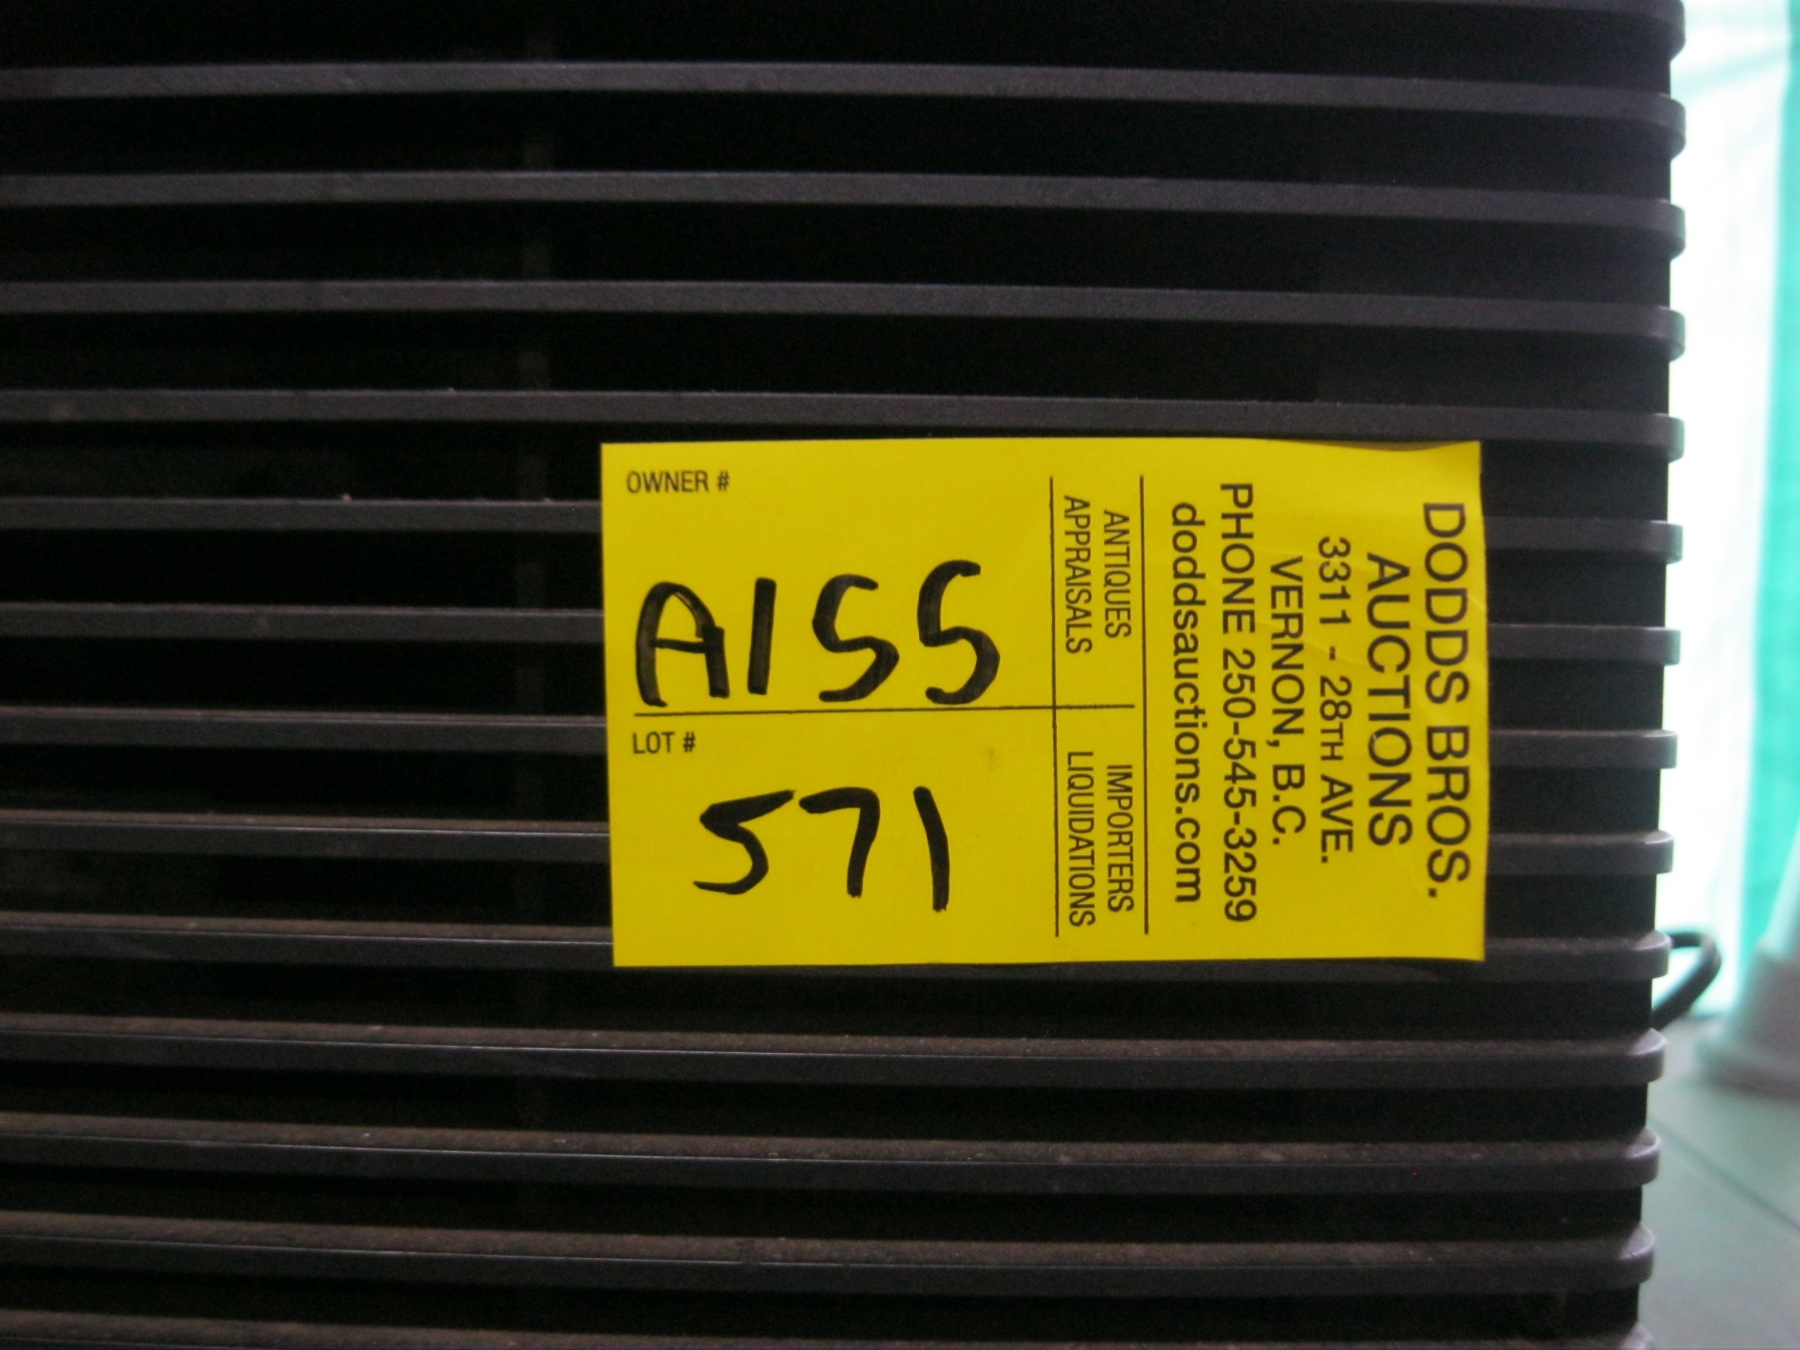 DODDS BROS.
AUCTIONS
3311 - 28TH AVE.
VERNON, B.C.
PHONE 250-545-3259
doddsauctions.com
ANTIQUES IMPORTERS
APPRAISALS LIQUIDATIONS
OWNER #
A155
LOT #
571